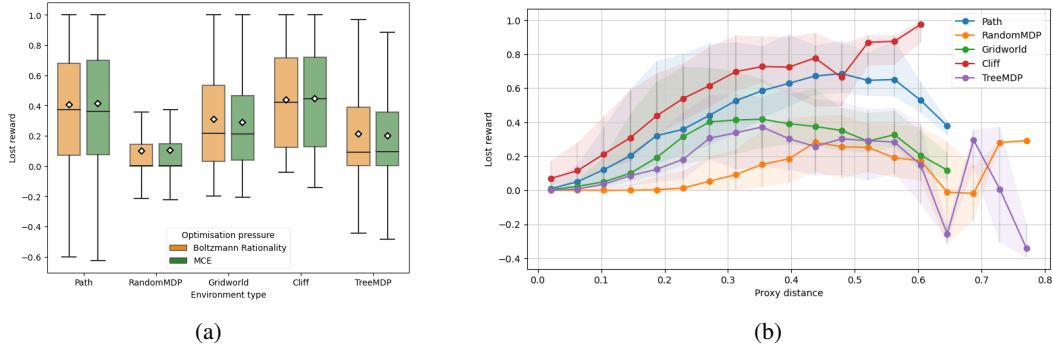 1.0
0.8
0.6
0.4
0.2
0.0
−0.2
−0.4
−0.6
Lost reward
Optimisation pressure
Boltzmann Rationality
MCE
Path
RandomMDP
Gridworld
Cliff
TreeMDP
Environment type
(a)
1.0
0.8
0.6
0.4
0.2
0.0
−0.2
−0.4
Lost reward
Path
RandomMDP
Gridworld
Cliff
TreeMDP
0.0
0.1
0.2
0.3
0.4
0.5
0.6
0.7
0.8
Proxy distance
(b)